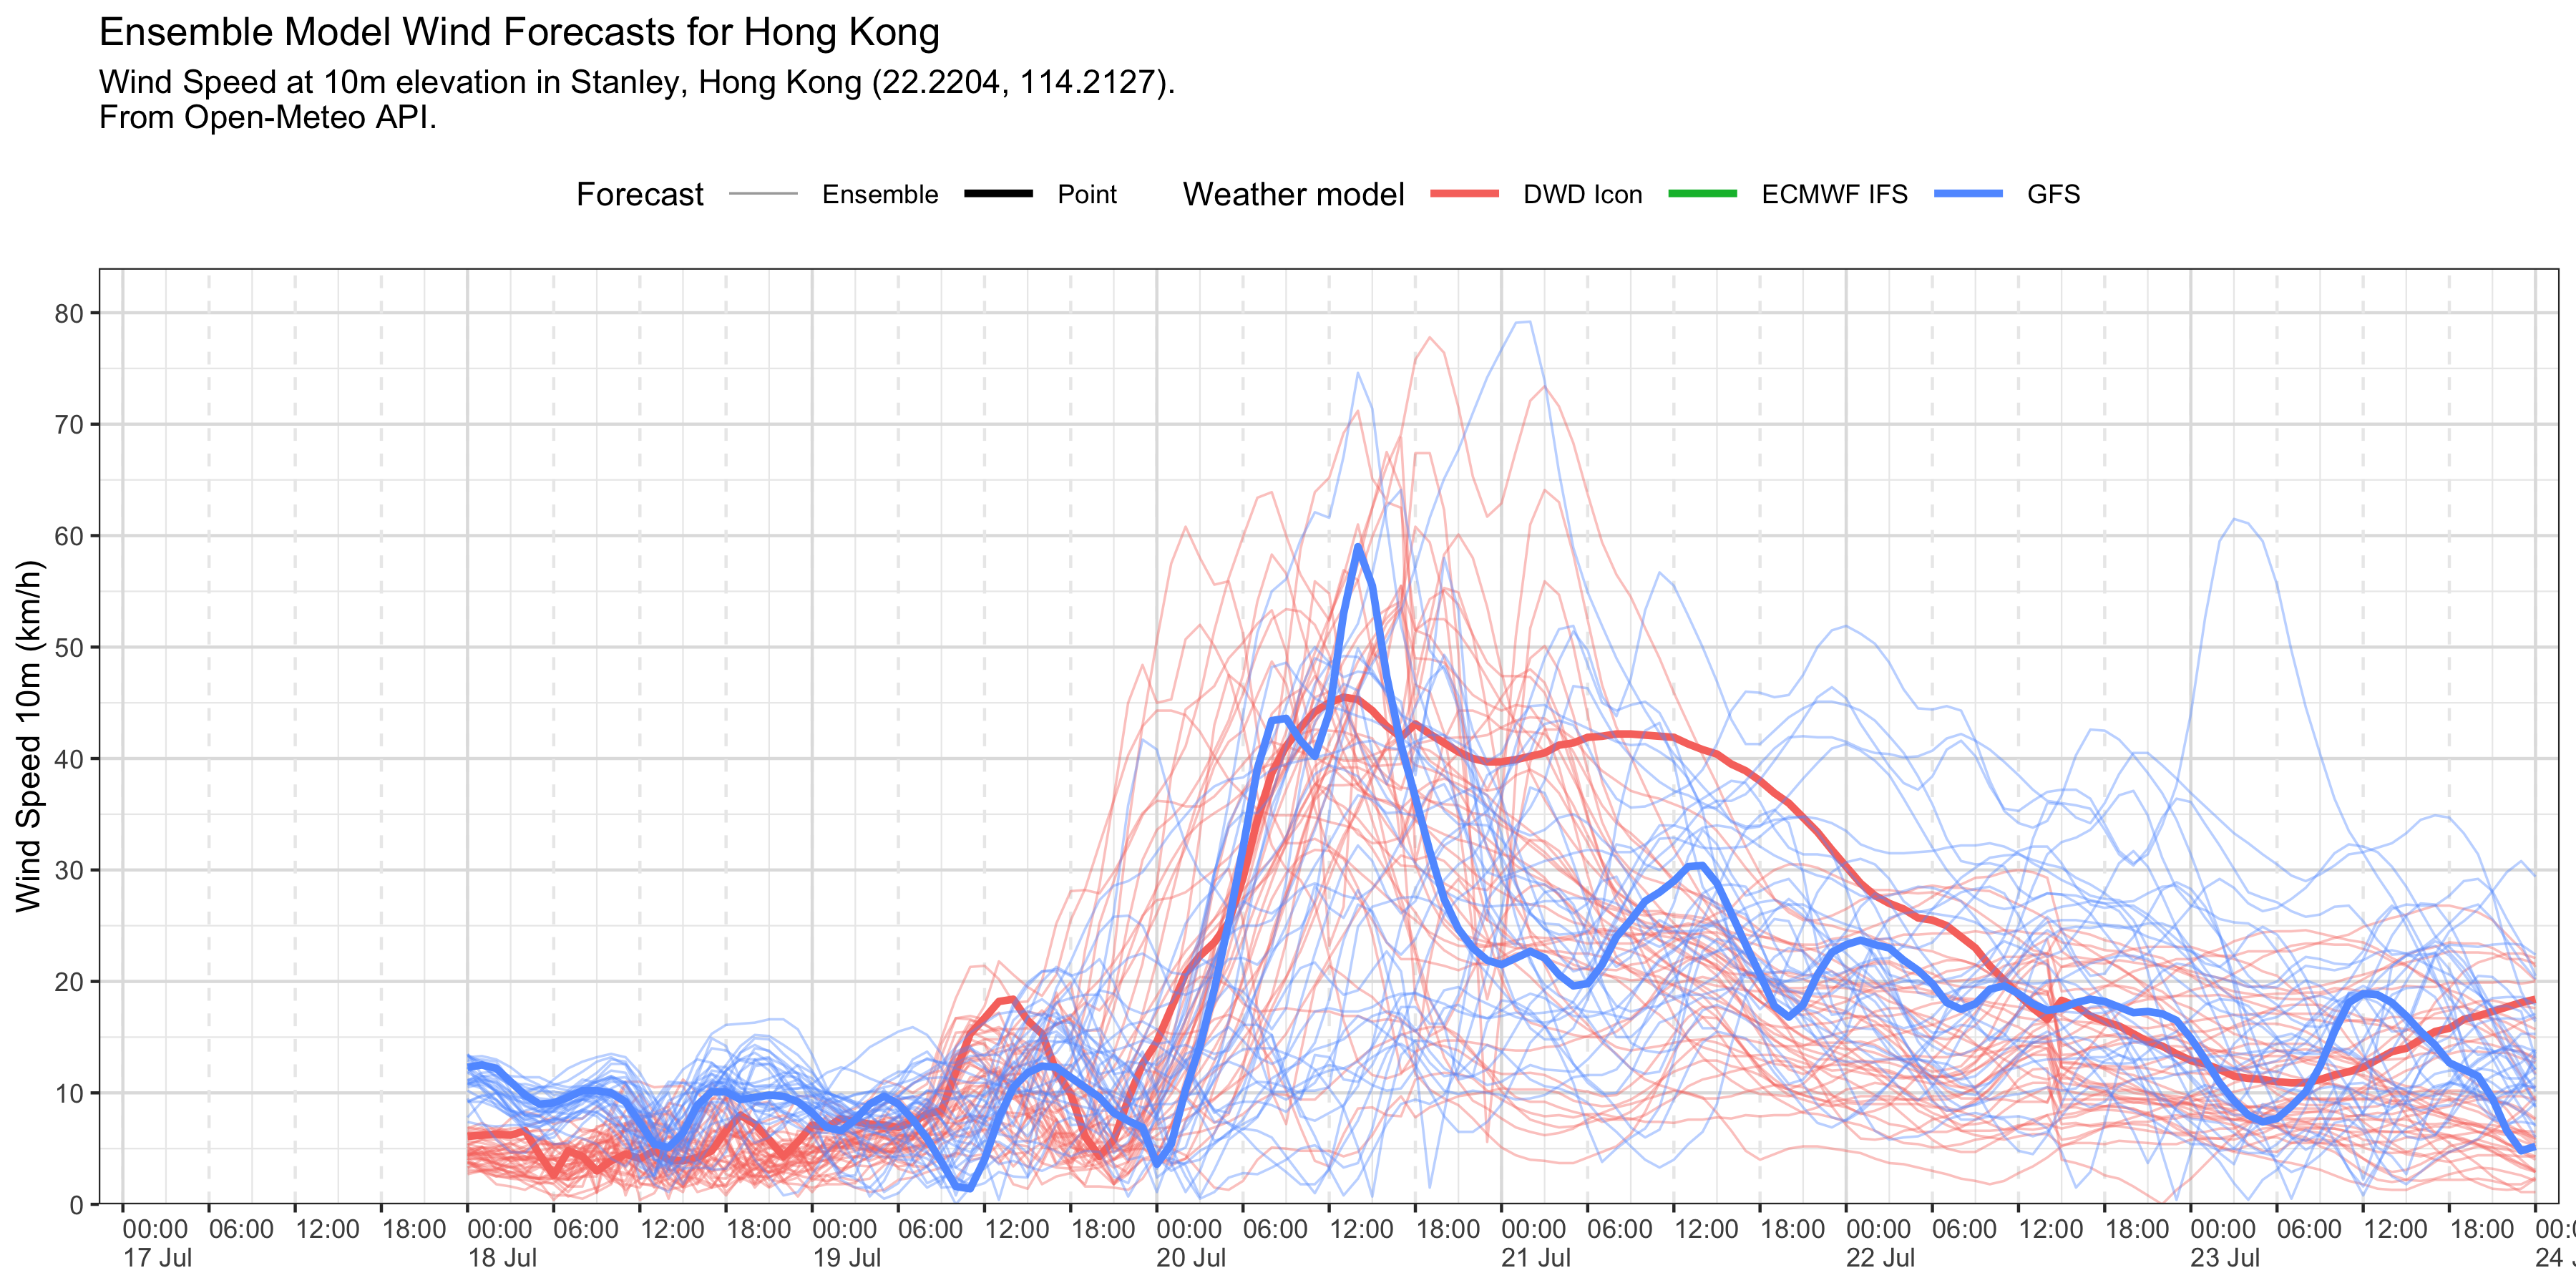 Ensemble Model Wind Forecasts for Hong Kong
Wind Speed at 10m elevation in Stanley, Hong Kong (22.2204, 114.2127).
From Open-Meteo API.
Forecast Ensemble Point Weather model DWD Icon ECMWF IFS GFS
Wind Speed 10m (km/h)
80
70
60
50
40
30
20
10
0
00:00 06:00 12:00 18:00 00:00 06:00 12:00 18:00 00:00 06:00 12:00 18:00 00:00 06:00 12:00 18:00 00:00 06:00 12:00 18:00 00:00 06:00 12:00 18:00 00:00 06:00 12:00 18:00
17 Jul 18 Jul 19 Jul 20 Jul 21 Jul 22 Jul 23 Jul 24